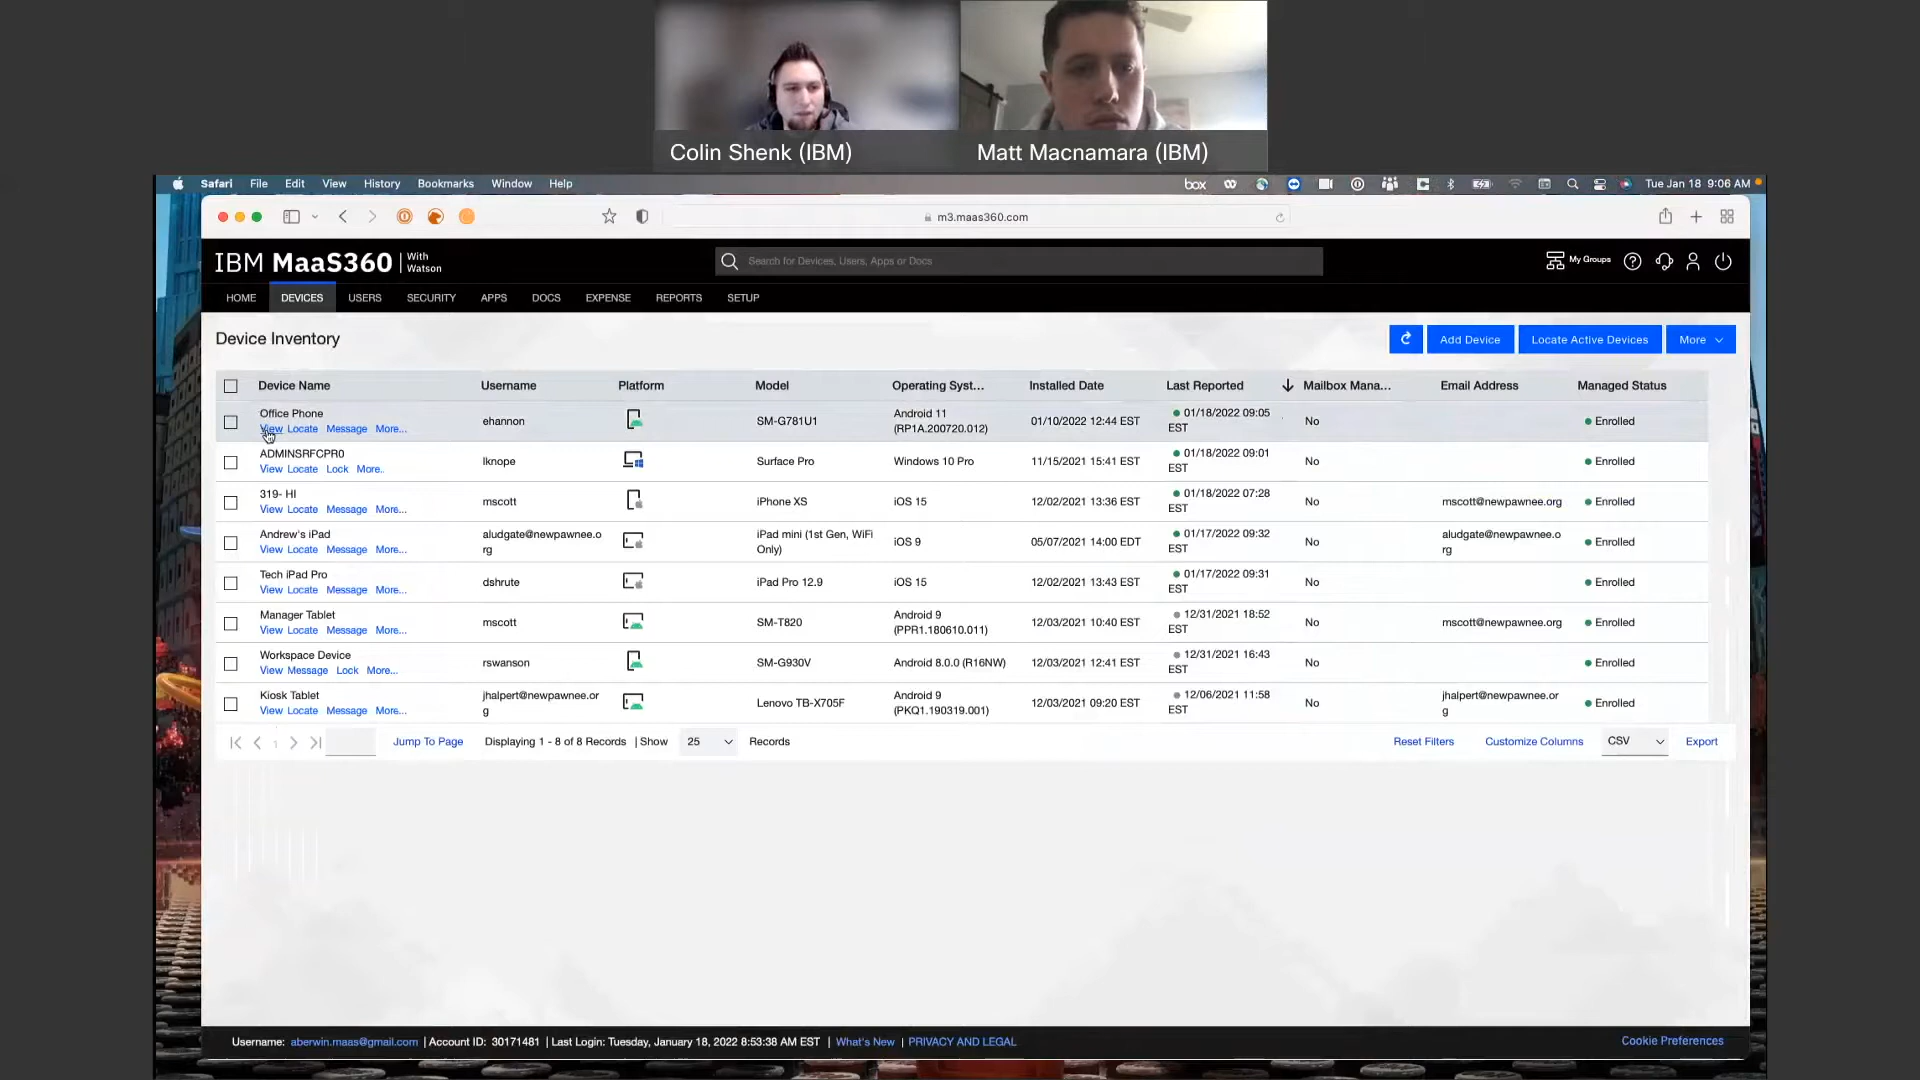 Colin Shenk (IBM)
Matt Macnamara (IBM)
Safari File Edit View History Bookmarks Window Help
box
Tue Jan 18 9:06 AM
m3.maas360.com
IBM MaaS360 | With Watson
Search for Devices, Users, Apps or Docs
My Groups
HOME DEVICES USERS SECURITY APPS DOCS EXPENSE REPORTS SETUP
Device Inventory
Add Device Locate Active Devices More
Device Name Username Platform Model Operating Syst... Installed Date Last Reported Mailbox Mana... Email Address Managed Status
Office Phone
View Locate Message More...
ehannon SM-G781U1 Android 11 (RP1A.200720.012) 01/10/2022 12:44 EST 01/18/2022 09:05 EST No Enrolled
ADMINSRFCPR0
View Locate Lock More..
lknope Surface Pro Windows 10 Pro 11/15/2021 15:41 EST 01/18/2022 09:01 EST No Enrolled
319- HI
View Locate Message More...
mscott iPhone XS iOS 15 12/02/2021 13:36 EST 01/18/2022 07:28 EST No mscott@newpawnee.org Enrolled
Andrew's iPad
View Locate Message More...
aludgate@newpawnee.org iPad mini (1st Gen, WiFi Only) iOS 9 05/07/2021 14:00 EDT 01/17/2022 09:32 EST No aludgate@newpawnee.org Enrolled
Tech iPad Pro
View Locate Message More...
dshrute iPad Pro 12.9 iOS 15 12/02/2021 13:43 EST 01/17/2022 09:31 EST No Enrolled
Manager Tablet
View Locate Message More...
mscott SM-T820 Android 9 (PPR1.180610.011) 12/03/2021 10:40 EST 12/31/2021 18:52 EST No mscott@newpawnee.org Enrolled
Workspace Device
View Message Lock More...
rswanson SM-G930V Android 8.0.0 (R16NW) 12/03/2021 12:41 EST 12/31/2021 16:43 EST No Enrolled
Kiosk Tablet
View Locate Message More...
jhalpert@newpawnee.org Lenovo TB-X705F Android 9 (PKQ1.190319.001) 12/03/2021 09:20 EST 12/06/2021 11:58 EST No jhalpert@newpawnee.org Enrolled
1 Jump To Page Displaying 1 - 8 of 8 Records | Show 25 Records Reset Filters Customize Columns CSV Export
Username: aberwin.maas@gmail.com | Account ID: 30171481 | Last Login: Tuesday, January 18, 2022 8:53:38 AM EST | What's New | PRIVACY AND LEGAL
Cookie Preferences